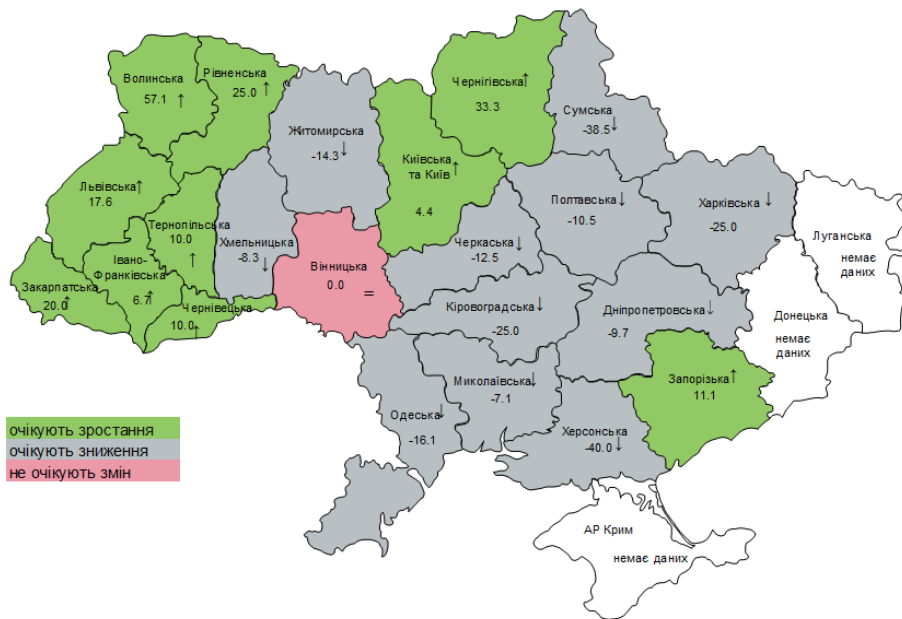 Волинська
57.1 ↑
Рівненська
25.0 ↑
Житомирська
-14.3 ↓
Київська ↑
та Київ
4.4
Чернігівська ↑
33.3
Сумська
-38.5 ↓
Львівська ↑
17.6
Тернопільська
10.0
↑
Хмельницька
-8.3
↓
Вінницька
0.0 =
Черкаська ↓
-12.5
Полтавська ↓
-10.5
Харківська ↓
-25.0
Луганська
немає
даних
Закарпатська
20.0 ↑
Івано-
Франківська
6.7 ↑
Чернівецька
10.0 ↑
Кіровоградська ↓
-25.0
Дніпропетровська ↓
-9.7
Донецька
немає
даних
Одеська ↓
-16.1
Миколаївська ↓
-7.1
Херсонська
-40.0 ↓
Запорізька ↑
11.1
АР Крим
немає даних
очікують зростання
очікують зниження
не очікують змін